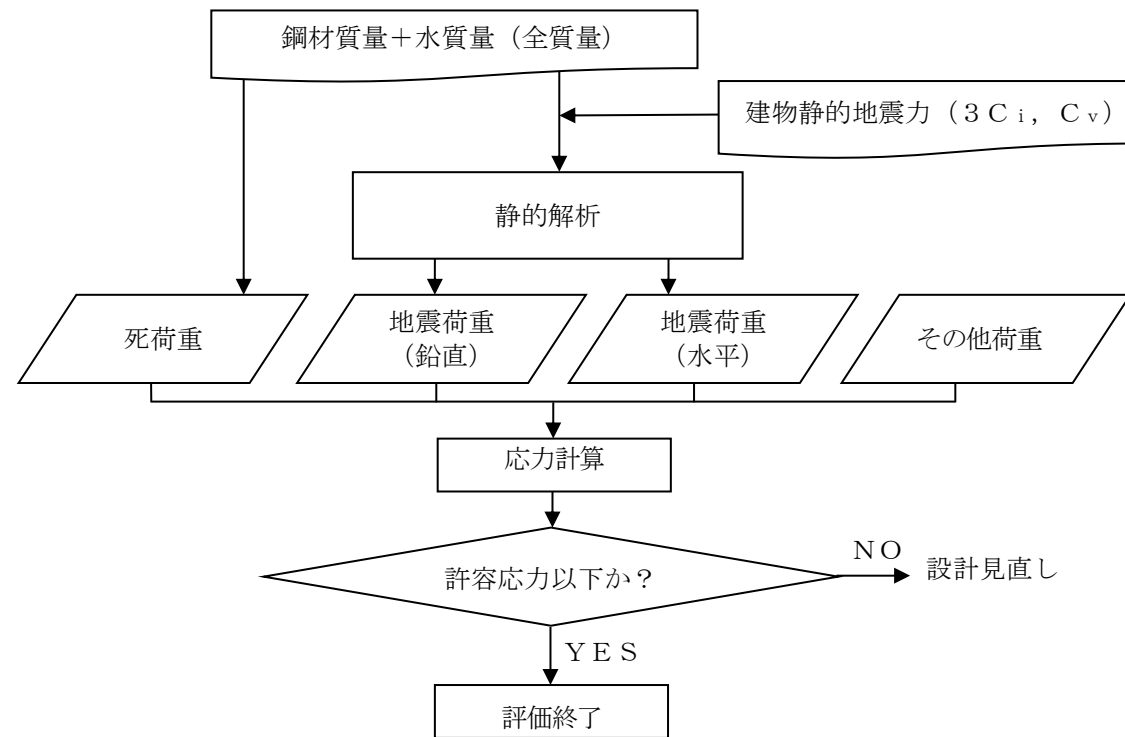 鋼材質量＋水質量（全質量）
建物静的地震力（３Ｃｉ，Ｃｖ）
静的解析
死荷重
地震荷重
（鉛直）
地震荷重
（水平）
その他荷重
応力計算
許容応力以下か？
ＮＯ
設計見直し
ＹＥＳ
評価終了